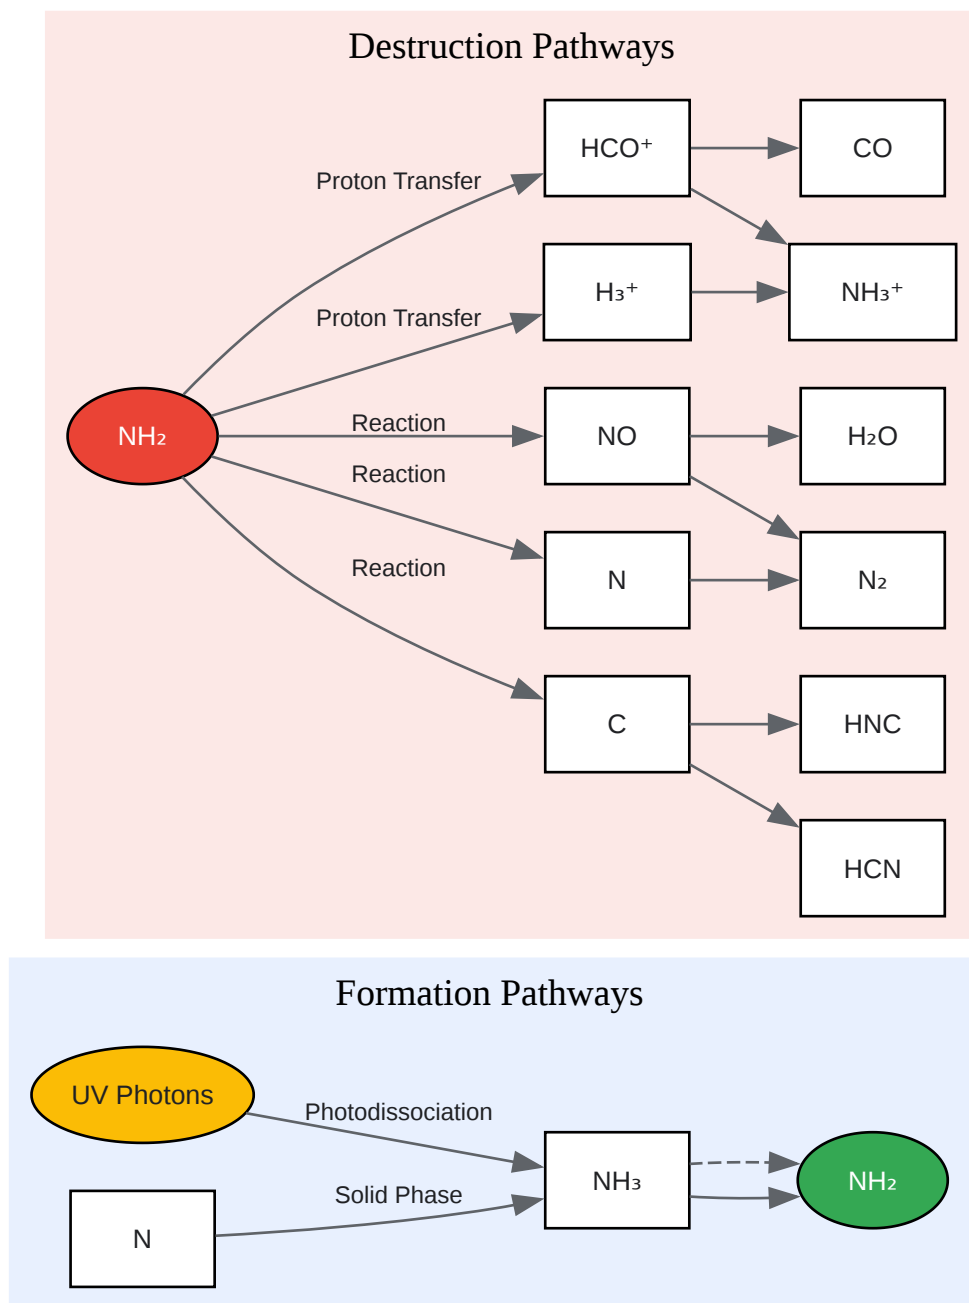 Destruction Pathways
HCO⁺
CO
Proton Transfer
H₃⁺
NH₃⁺
Proton Transfer
NH₂
Reaction
NO
H₂O
Reaction
N
N₂
Reaction
C
HNC
HCN
Formation Pathways
UV Photons
Photodissociation
NH₃
NH₂
Solid Phase
N